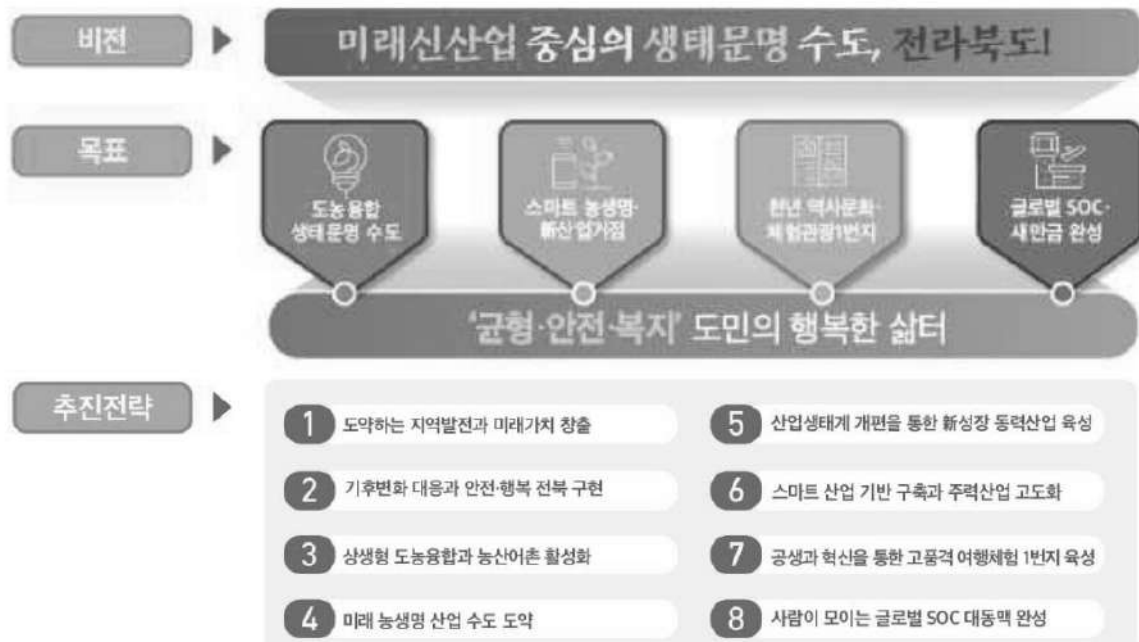 비전
미래신산업 중심의 생태문명 수도, 전라북도!
목표
도농융합
생태문명 수도
스마트 농생명·
新산업거점
천년 역사문화·
체험관광1번지
글로벌 SOC·
새만금 완성
'균형·안전·복지' 도민의 행복한 삶터
추진전략
1 도약하는 지역발전과 미래가치 창출
2 기후변화 대응과 안전·행복 전북 구현
3 상생형 도농융합과 농산어촌 활성화
4 미래 농생명 산업 수도 도약
5 산업생태계 개편을 통한 新성장 동력산업 육성
6 스마트 산업 기반 구축과 주력산업 고도화
7 공생과 혁신을 통한 고품격 여행체험 1번지 육성
8 사람이 모이는 글로벌 SOC 대동맥 완성